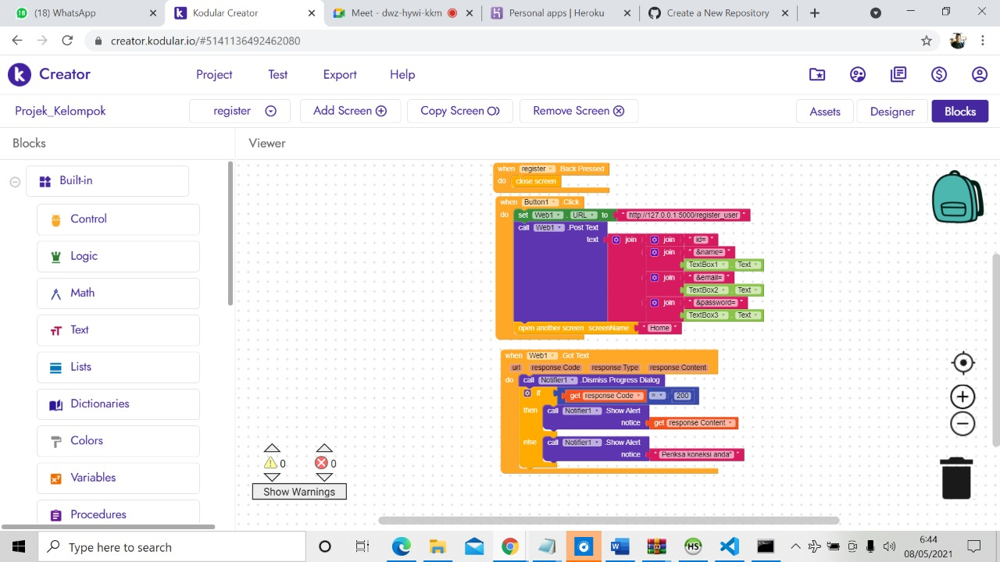 18 (18) WhatsApp
Kodular Creator
Meet - dwz-hywi-kkm
Personal apps | Heroku
Create a New Repository
creator.kodular.io/#5141136492462080
k Creator
Project
Test
Export
Help
Projek_Kelompok
register
Add Screen
Copy Screen
Remove Screen
Assets
Designer
Blocks
Blocks
Viewer
Built-in
Control
Logic
Math
Text
Lists
Dictionaries
Colors
Variables
Procedures
when register .Back Pressed
do close screen
when Button1 .Click
do set Web1 . URL to " http://127.0.0.1:5000/register_user "
call Web1 .Post Text
text join join " id= "
join " &name= "
TextBox1 . Text
join " &email= "
TextBox2 . Text
join " &password= "
TextBox3 . Text
open another screen screenName " Home "
when Web1 .Got Text
url response Code response Type response Content
do call Notifier1 .Dismiss Progress Dialog
if get response Code = 200
then call Notifier1 .Show Alert
notice get response Content
else call Notifier1 .Show Alert
notice " Periksa koneksi anda" "
0 0
Show Warnings
Type here to search
6:44
08/05/2021